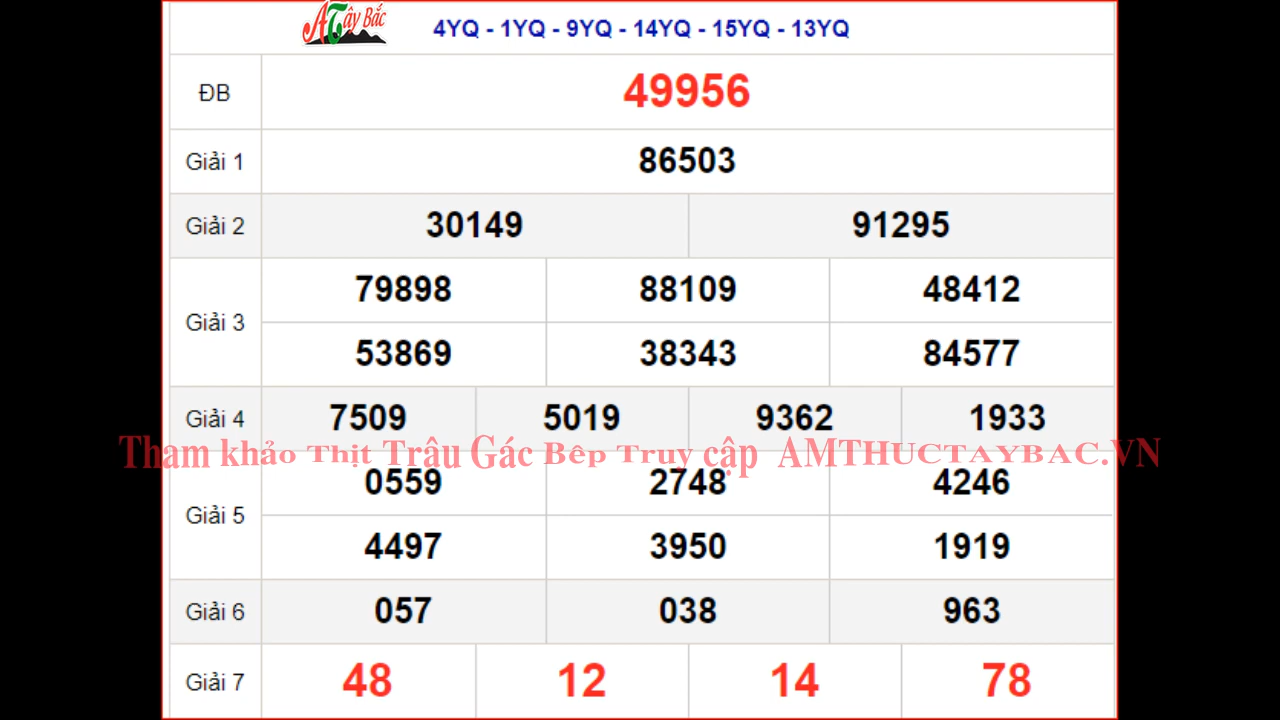 ATây Bắc
4YQ - 1YQ - 9YQ - 14YQ - 15YQ - 13YQ
ĐB 49956
Giải 1 86503
Giải 2 30149 91295
Giải 3 79898 88109 48412
53869 38343 84577
Giải 4 7509 5019 9362 1933
Tham khảo Thịt Trâu Gác Bêp Truy cập AMTHUCTAYBAC.VN
Giải 5 0559 2748 4246
4497 3950 1919
Giải 6 057 038 963
Giải 7 48 12 14 78